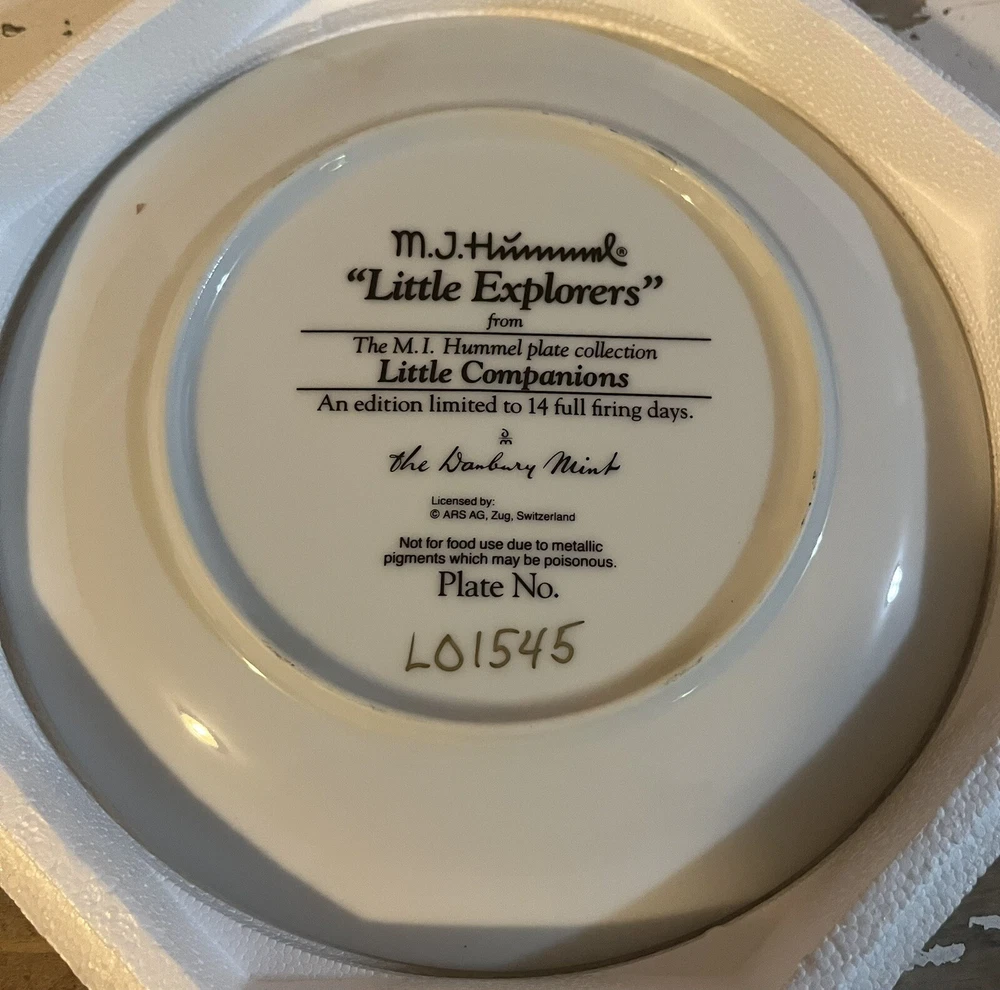 M.J.Hummel®
“Little Explorers”
from
The M.I. Hummel plate collection
Little Companions
An edition limited to 14 full firing days.
the Danbury Mint
Licensed by:
© ARS AG, Zug, Switzerland
Not for food use due to metallic
pigments which may be poisonous.
Plate No.
LO1545